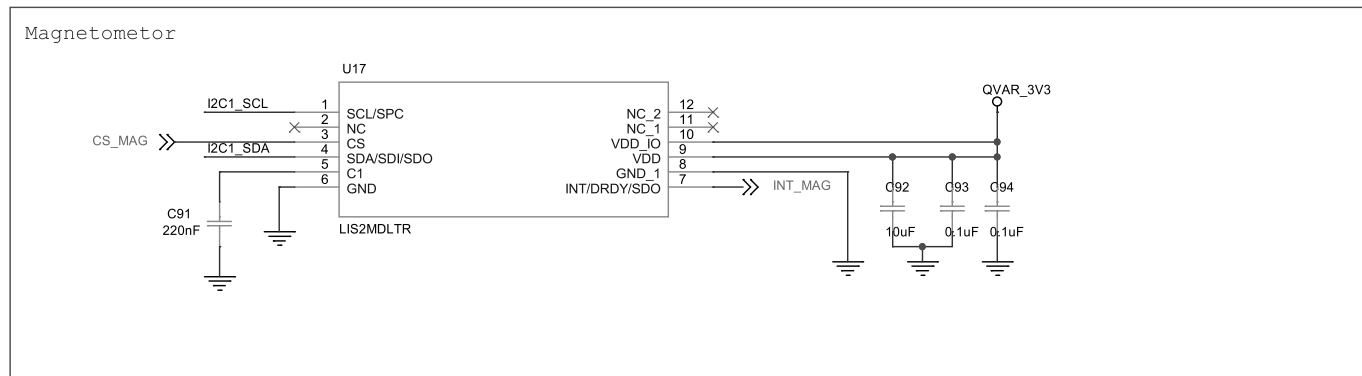 Magnetometor
U17
I2C1_SCL 1 SCL/SPC
2 NC
CS_MAG 3 CS
I2C1_SDA 4 SDA/SDI/SDO
5 C1
6 GND
12 NC_2
11 NC_1
10 VDD_IO
9 VDD
8 GND_1
7 INT/DRDY/SDO INT_MAG
LIS2MDLTR
C91
220nF
QVAR_3V3
C92 C93 C94
10uF 0.1uF 0.1uF